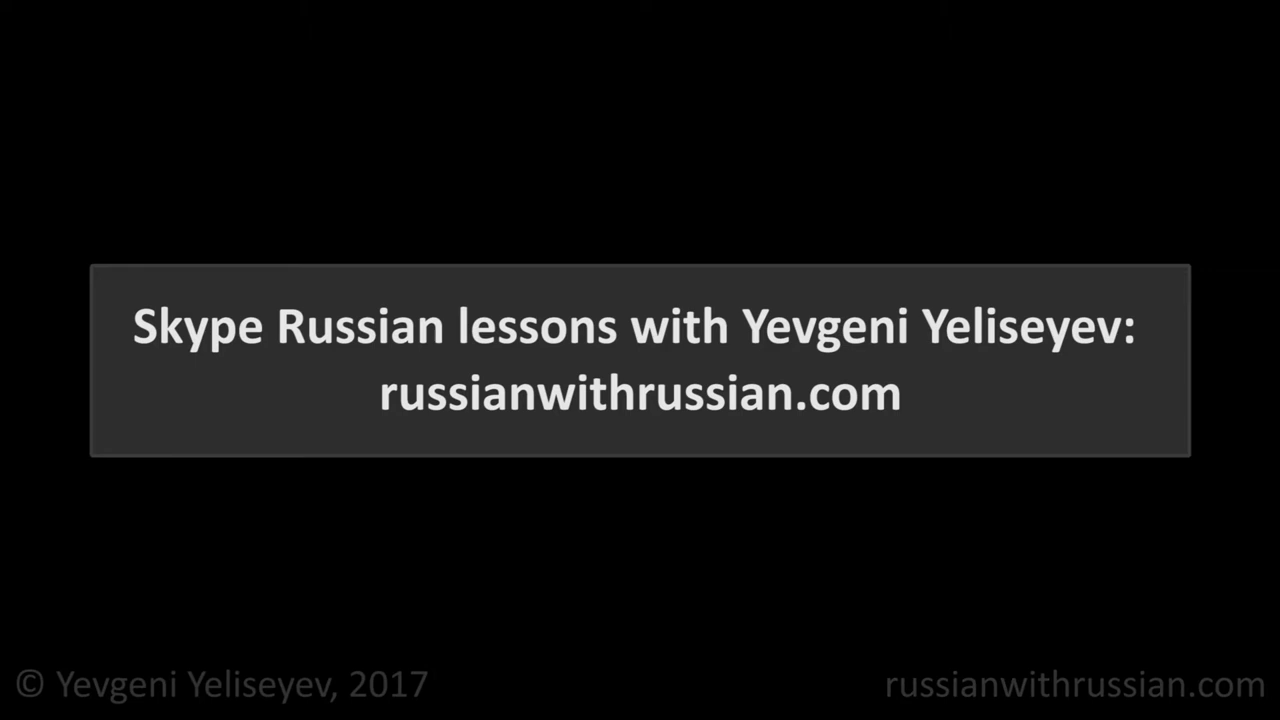 Skype Russian lessons with Yevgeni Yeliseyev:
russianwithrussian.com
© Yevgeni Yeliseyev, 2017
russianwithrussian.com